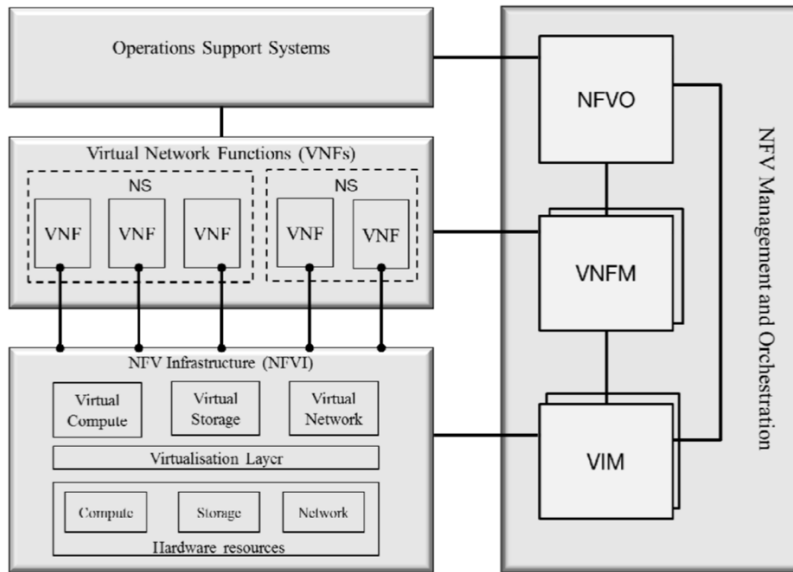 Operations Support Systems
Virtual Network Functions (VNFs)
NS
VNF
VNF
VNF
NS
VNF
VNF
NFV Infrastructure (NFVI)
Virtual
Compute
Virtual
Storage
Virtual
Network
Virtualisation Layer
Compute
Storage
Network
Hardware resources
NFVO
VNFM
VIM
NFV Management and Orchestration